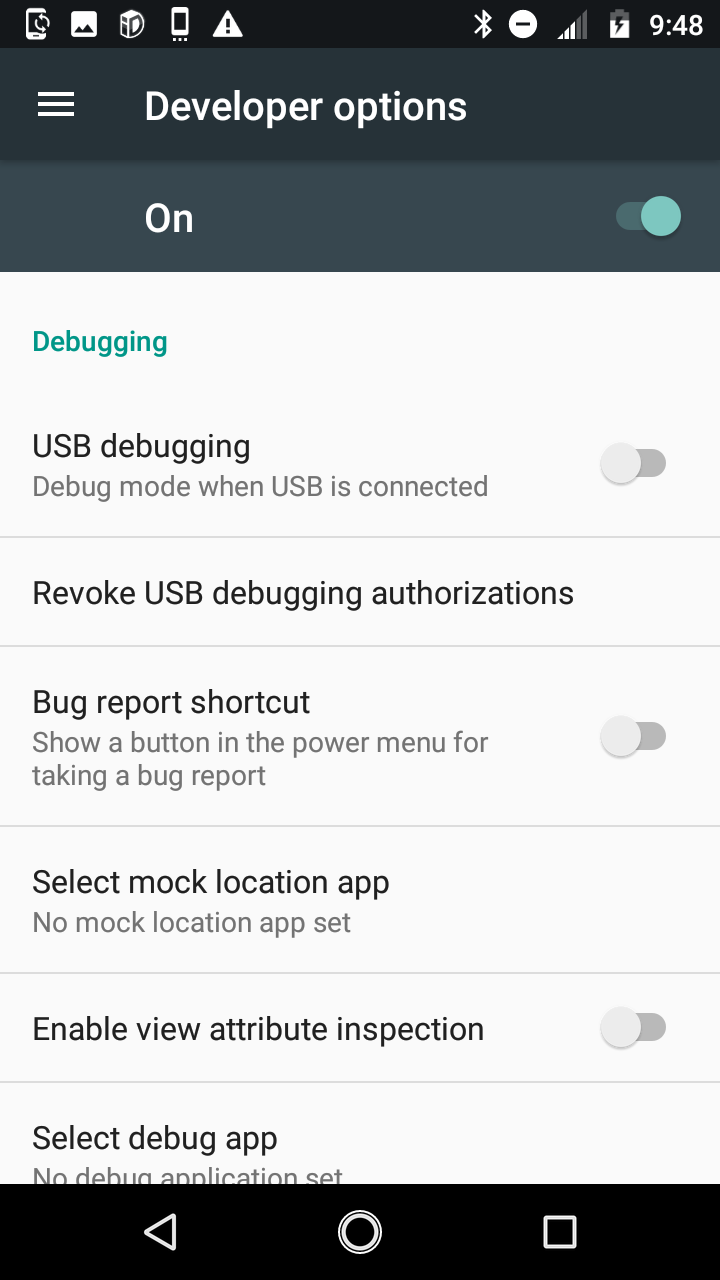 9:48
Developer options
On
Debugging
USB debugging
Debug mode when USB is connected
Revoke USB debugging authorizations
Bug report shortcut
Show a button in the power menu for
taking a bug report
Select mock location app
No mock location app set
Enable view attribute inspection
Select debug app
No debug application set